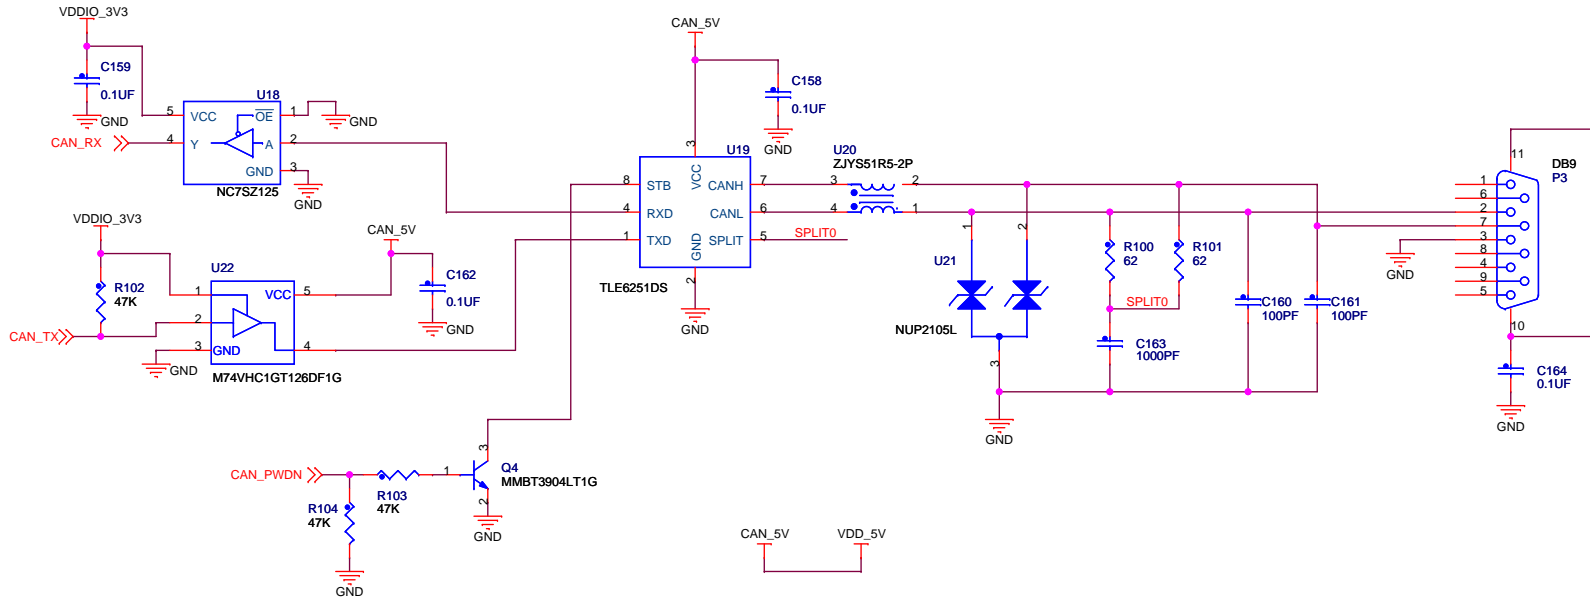 VDDIO_3V3
C159
0.1UF
GND
U18
5 VCC OE 1
GND
CAN_RX
4 Y A 2
GND 3
NC7SZ125
GND
VDDIO_3V3
R102
47K
CAN_TX
U22
1 VCC 5
2
3 GND 4
GND
M74VHC1GT126DF1G
CAN_5V
C162
0.1UF
GND
CAN_5V
C158
0.1UF
GND
3
U19
8 STB VCC CANH 7
4 RXD CANL 6
1 TXD GND SPLIT 5
SPLIT0
2
TLE6251DS
GND
U20
ZJYS51R5-2P
3 2
4 1
1 2
U21
NUP2105L
3
GND
R100
62
R101
62
SPLIT0
C163
1000PF
C160
100PF
C161
100PF
DB9
P3
11
1
6
2
7
3
8
4
9
5
10
GND
C164
0.1UF
GND
CAN_PWDN
R104
47K
GND
R103
47K
1
3
Q4
MMBT3904LT1G
2
GND
CAN_5V VDD_5V